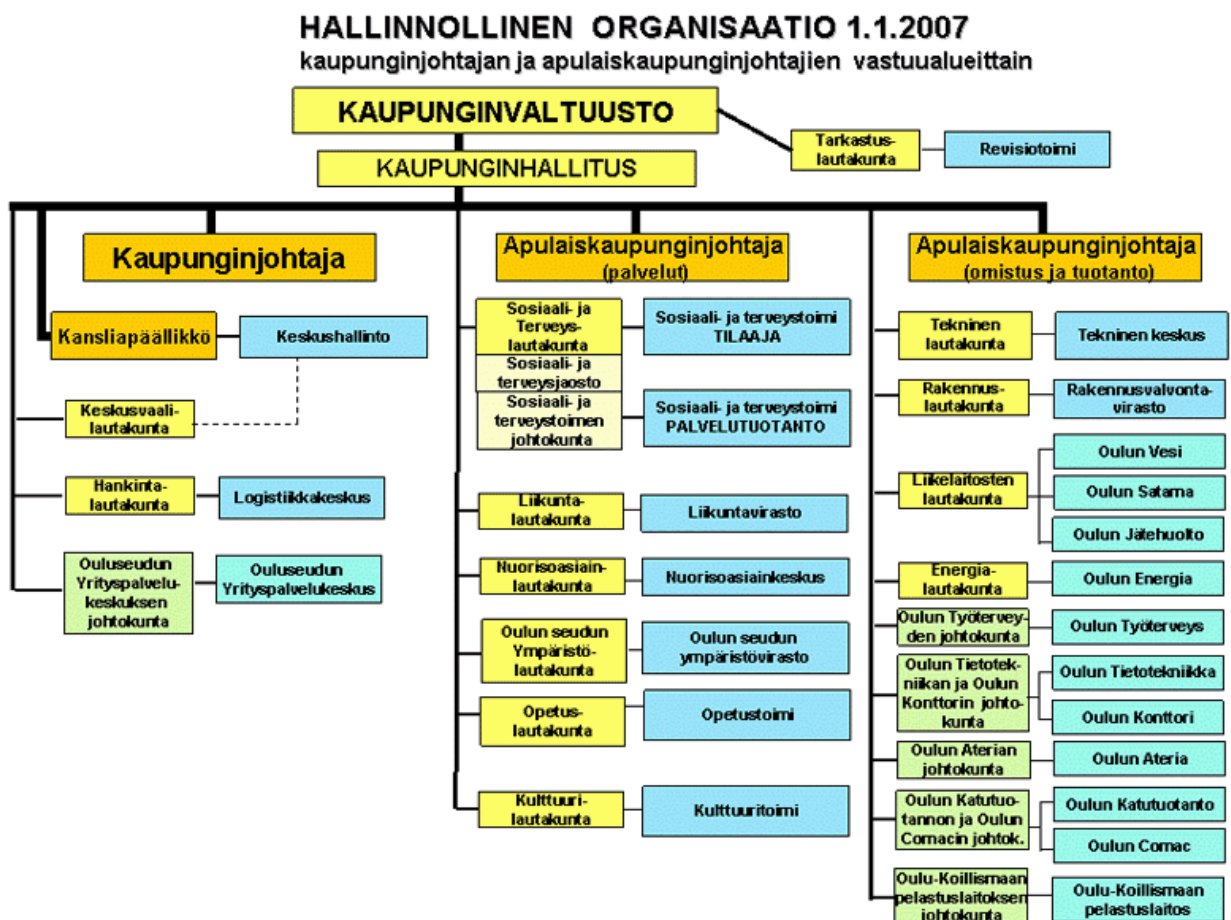 HALLINNOLLINEN ORGANISAATIO 1.1.2007
kaupunginjohtajan ja apulaiskaupunginjohtajien vastuualueittain
KAUPUNGINVALTUUSTO
Tarkastus-
lautakunta
Revisiotoimi
KAUPUNGINHALLITUS
Kaupunginjohtaja
Kansliapäällikkö
Keskushallinto
Keskusvaali-
lautakunta
Hankinta-
lautakunta
Logistiikkakeskus
Ouluseudun
Yrityspalvelu-
keskuksen
johtokunta
Ouluseudun
Yrityspalvelukeskus
Apulaiskaupunginjohtaja
(palvelut)
Sosiaali- ja
Terveys-
lautakunta
Sosiaali- ja terveystoimi
TILAAJA
Sosiaali- ja
terveysjaosto
Sosiaali- ja
terveystoimen
johtokunta
Sosiaali- ja terveystoimi
PALVELUTUOTANTO
Liikunta-
lautakunta
Liikuntavirasto
Nuorisoasiain-
lautakunta
Nuorisoasiainkeskus
Oulun seudun
Ympäristö-
lautakunta
Oulun seudun
ympäristövirasto
Opetus-
lautakunta
Opetustoimi
Kulttuuri-
lautakunta
Kulttuuritoimi
Apulaiskaupunginjohtaja
(omistus ja tuotanto)
Tekninen
lautakunta
Tekninen keskus
Rakennus-
lautakunta
Rakennusvalvonta-
virasto
Liikelaitosten
lautakunta
Oulun Vesi
Oulun Satama
Oulun Jätehuolto
Energia-
lautakunta
Oulun Energia
Oulun Työtervey-
den johtokunta
Oulun Työterveys
Oulun Tietotek-
niikan ja Oulun
Konttorin johto-
kunta
Oulun Tietotekniikka
Oulun Konttori
Oulun Aterian
johtokunta
Oulun Ateria
Oulun Katutuo-
tannon ja Oulun
Comacin johtok.
Oulun Katutuotanto
Oulun Comac
Oulu-Koillismaan
pelastuslaitoksen
johtokunta
Oulu-Koillismaan
pelastuslaitos